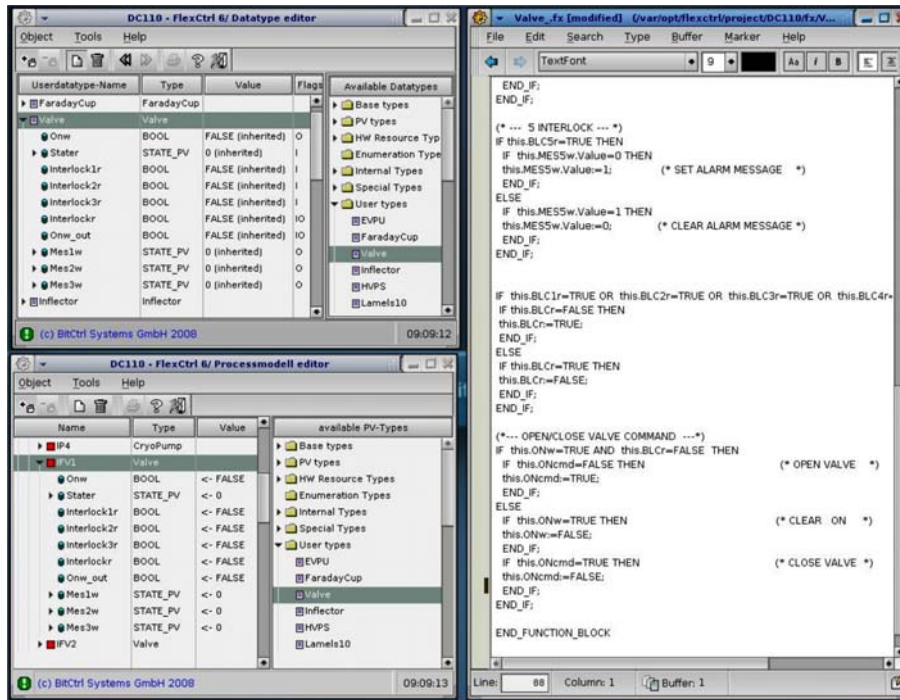 DC110 - FlexCtrl 6/ Datatype editor
Object Tools Help
Userdatatype-Name Type Value Flags
FaradayCup FaradayCup
Valve Valve
Onw BOOL FALSE (inherited) O
Stater STATE_PV 0 (inherited) I
Interlock1r BOOL FALSE (inherited) I
Interlock2r BOOL FALSE (inherited) I
Interlock3r BOOL FALSE (inherited) I
Interlockr BOOL FALSE (inherited) IO
Onw_out BOOL FALSE (inherited) IO
Mes1w STATE_PV 0 (inherited) O
Mes2w STATE_PV 0 (inherited) O
Mes3w STATE_PV 0 (inherited) O
Inflector Inflector
Available Datatypes
Base types
PV types
HW Resource Typ
Enumeration Type
Internal Types
Special Types
User types
EVPU
FaradayCup
Valve
Inflector
HVPS
Lamels10
(c) BitCtrl Systems GmbH 2008 09:09:12
DC110 - FlexCtrl 6/ Processmodell editor
Object Tools Help
Name Type Value
IP4 CryoPump
IFV1 Valve
Onw BOOL <- FALSE
Stater STATE_PV <- 0
Interlock1r BOOL <- FALSE
Interlock2r BOOL <- FALSE
Interlock3r BOOL <- FALSE
Interlockr BOOL <- FALSE
Onw_out BOOL <- FALSE
Mes1w STATE_PV <- 0
Mes2w STATE_PV <- 0
Mes3w STATE_PV <- 0
IFV2 Valve
available PV-Types
Base types
PV types
HW Resource Types
Enumeration Types
Internal Types
Special Types
User types
EVPU
FaradayCup
Valve
Inflector
HVPS
Lamels10
(c) BitCtrl Systems GmbH 2008 09:09:13
Valve_.fx [modified] (/var/opt/flexctrl/project/DC110/fx/V...
File Edit Search Type Buffer Marker Help
TextFont 9 Aa I B
END_IF;
END_IF;
(* --- 5 INTERLOCK --- *)
IF this.BLC5r=TRUE THEN
IF this.MES5w.Value=0 THEN
this.MES5w.Value:=1; (* SET ALARM MESSAGE *)
END_IF;
ELSE
IF this.MES5w.Value=1 THEN
this.MES5w.Value:=0; (* CLEAR ALARM MESSAGE *)
END_IF;
END_IF;
IF this.BLC1r=TRUE OR this.BLC2r=TRUE OR this.BLC3r=TRUE OR this.BLC4r=
IF this.BLCr=FALSE THEN
this.BLCr:=TRUE;
END_IF;
ELSE
IF this.BLCr=TRUE THEN
this.BLCr:=FALSE;
END_IF;
END_IF;
(*--- OPEN/CLOSE VALVE COMMAND ---*)
IF this.ONw=TRUE AND this.BLCr=FALSE THEN
IF this.ONcmd=FALSE THEN (* OPEN VALVE *)
this.ONcmd:=TRUE;
END_IF;
ELSE
IF this.ONw=TRUE THEN (* CLEAR ON *)
this.ONw:=FALSE;
END_IF;
IF this.ONcmd=TRUE THEN (* CLOSE VALVE *)
this.ONcmd:=FALSE;
END_IF;
END_IF;
END_FUNCTION_BLOCK
Line: 88 Column: 1 Buffer: 1